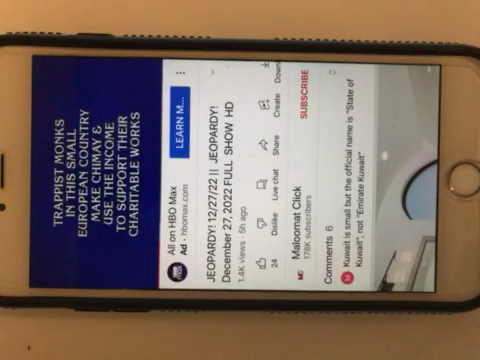 TRAPPIST MONKS
IN THIS SMALL
EUROPEAN COUNTRY
MAKE CHIMAY &
USE THE INCOME
TO SUPPORT THEIR
CHARITABLE WORKS
All on HBO Max
Ad · hbomax.com
LEARN M...
JEOPARDY! 12/27/22 || JEOPARDY!
December 27, 2022 FULL SHOW HD
1.4K views · 5h ago
24 Dislike Live chat Share Create Down
Maloomat Click
178K subscribers
SUBSCRIBE
Comments 6
Kuwait is small but the official name is "State of
Kuwait", not "Emirate Kuwait"